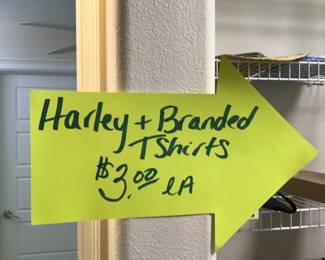 Harley + Branded
TShirts
$3.00 EA